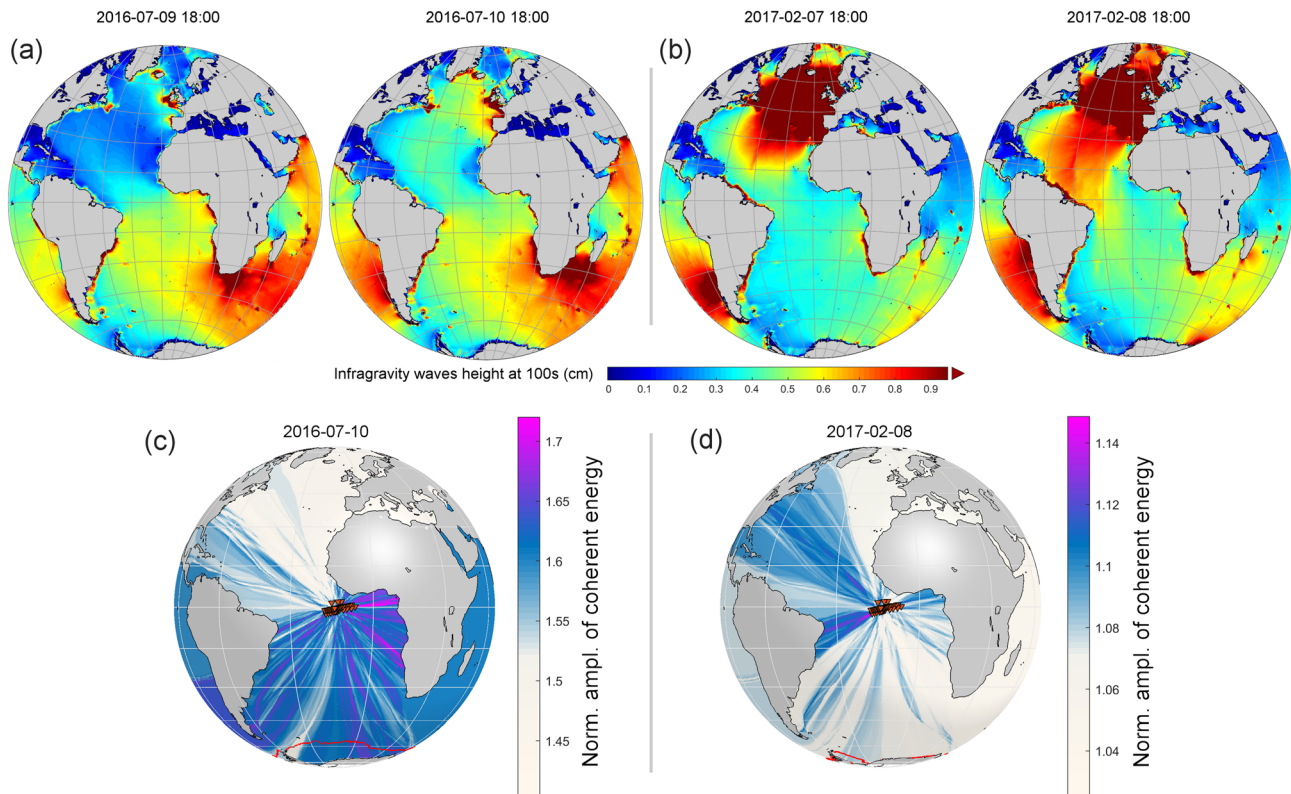 2016-07-09 18:00
2016-07-10 18:00
2017-02-07 18:00
2017-02-08 18:00
(a)
(b)
Infragravity waves height at 100s (cm)
0 0.1 0.2 0.3 0.4 0.5 0.6 0.7 0.8 0.9
(c)
2016-07-10
1.7
1.65
1.6
1.55
1.5
1.45
Norm. ampl. of coherent energy
(d)
2017-02-08
1.14
1.12
1.1
1.08
1.06
1.04
Norm. ampl. of coherent energy